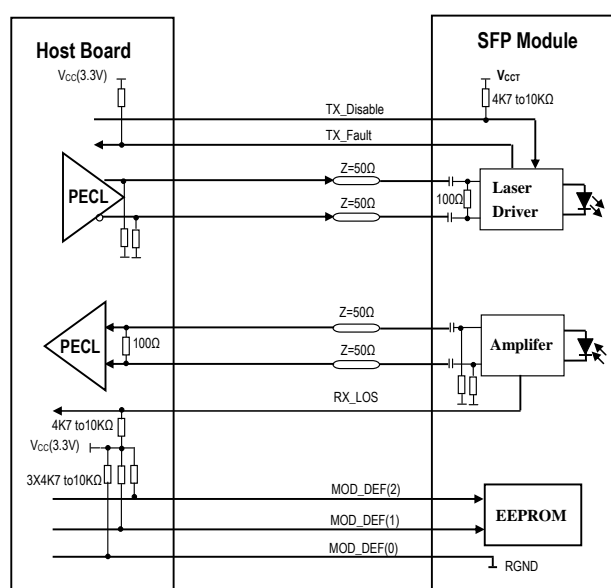 Host Board
SFP Module
Vcc(3.3V)
VCCT
4K7 to10KΩ
TX_Disable
TX_Fault
Z=50Ω
PECL
100Ω
Laser
Driver
Z=50Ω
Z=50Ω
PECL
100Ω
Amplifer
Z=50Ω
RX_LOS
4K7 to10KΩ
Vcc(3.3V)
3X4K7 to10KΩ
MOD_DEF(2)
EEPROM
MOD_DEF(1)
MOD_DEF(0)
RGND